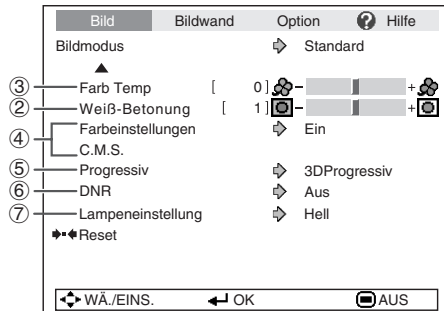 Bild Bildwand Option ? Hilfe
Bildmodus Standard
③ Farb Temp [ 0 ] - +
② Weiß-Betonung [ 1 ] - +
④ Farbeinstellungen Ein
C.M.S.
⑤ Progressiv 3DProgressiv
⑥ DNR Aus
⑦ Lampeneinstellung Hell
Reset
WÄ./EINS. OK AUS